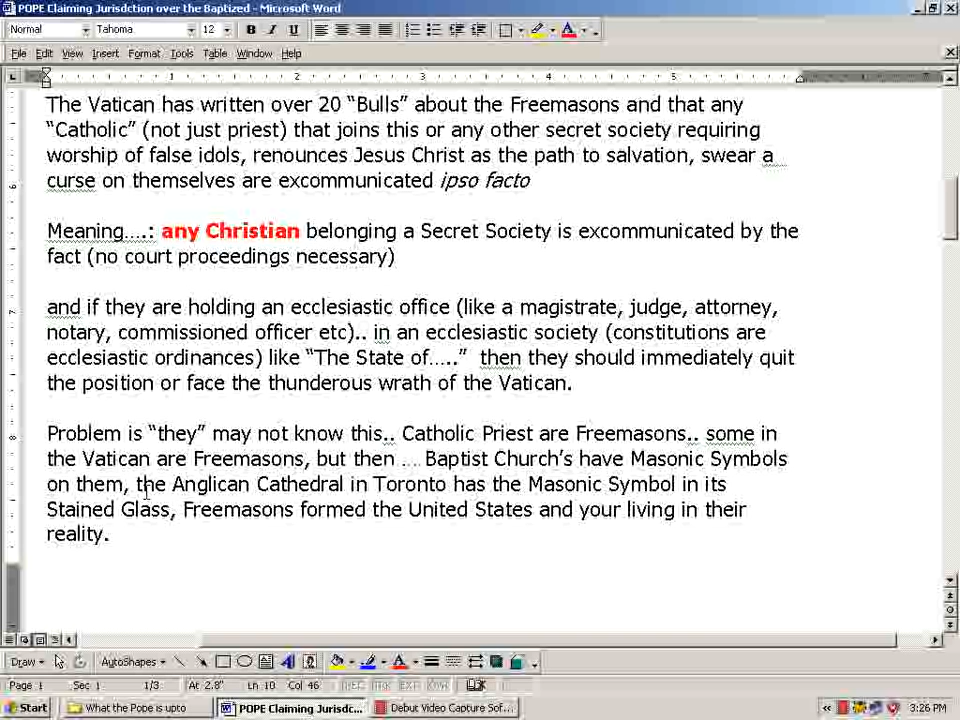 POPE Claiming Jurisdction over the Baptized - Microsoft Word
Normal Tahoma 12 B I U A
File Edit View Insert Format Tools Table Window Help
1 2 3 4 5
The Vatican has written over 20 “Bulls” about the Freemasons and that any
“Catholic” (not just priest) that joins this or any other secret society requiring
worship of false idols, renounces Jesus Christ as the path to salvation, swear a
curse on themselves are excommunicated ipso facto
Meaning….: any Christian belonging a Secret Society is excommunicated by the
fact (no court proceedings necessary)
and if they are holding an ecclesiastic office (like a magistrate, judge, attorney,
notary, commissioned officer etc).. in an ecclesiastic society (constitutions are
ecclesiastic ordinances) like “The State of…..” then they should immediately quit
the position or face the thunderous wrath of the Vatican.
Problem is “they” may not know this.. Catholic Priest are Freemasons.. some in
the Vatican are Freemasons, but then … Baptist Church’s have Masonic Symbols
on them, the Anglican Cathedral in Toronto has the Masonic Symbol in its
Stained Glass, Freemasons formed the United States and your living in their
reality.
Draw AutoShapes A
Page 1 Sec 1 1/3 At 2.8" Ln 10 Col 46 REC TRK EXT OVR
Start What the Pope is upto POPE Claiming Jurisdc... Debut Video Capture Sof... 3:26 PM